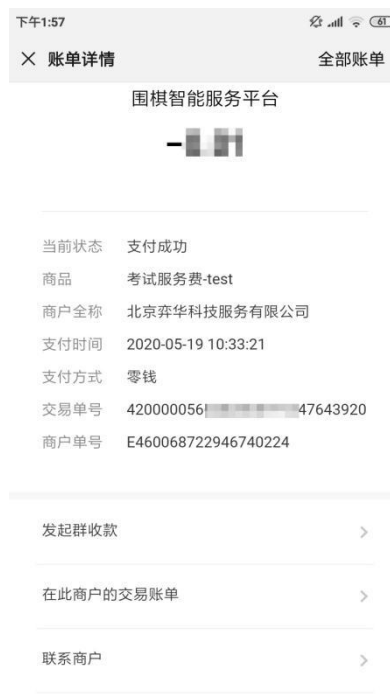 下午1:57
61
账单详情 全部账单
围棋智能服务平台
当前状态 支付成功
商品 考试服务费-test
商户全称 北京弈华科技服务有限公司
支付时间 2020-05-19 10:33:21
支付方式 零钱
交易单号 420000056 47643920
商户单号 E460068722946740224
发起群收款
在此商户的交易账单
联系商户